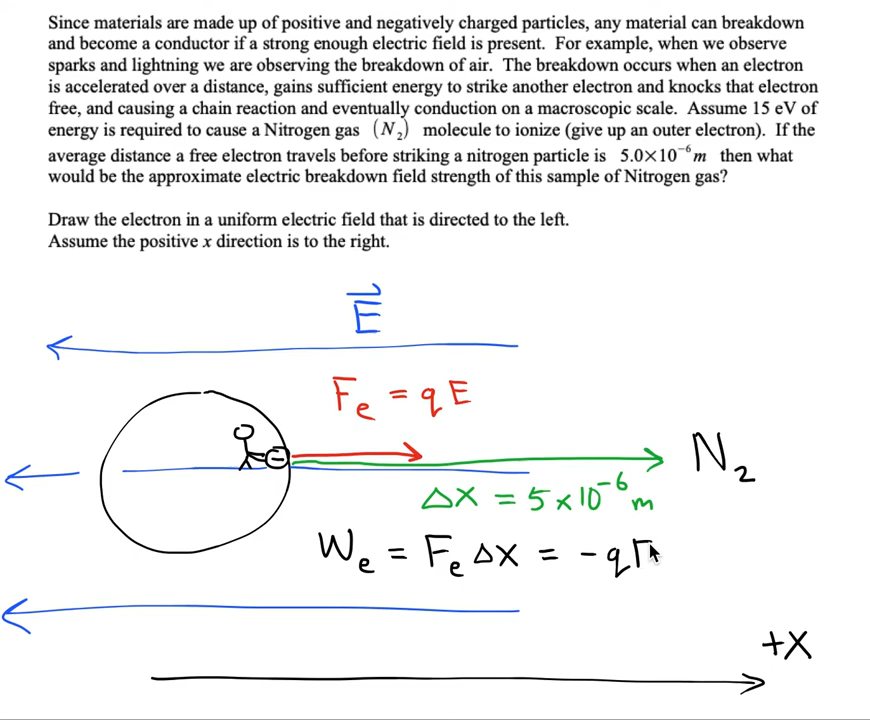 Since materials are made up of positive and negatively charged particles, any material can breakdown
and become a conductor if a strong enough electric field is present. For example, when we observe
sparks and lightning we are observing the breakdown of air. The breakdown occurs when an electron
is accelerated over a distance, gains sufficient energy to strike another electron and knocks that electron
free, and causing a chain reaction and eventually conduction on a macroscopic scale. Assume 15 eV of
energy is required to cause a Nitrogen gas (N₂) molecule to ionize (give up an outer electron). If the
average distance a free electron travels before striking a nitrogen particle is 5.0×10⁻⁶ m then what
would be the approximate electric breakdown field strength of this sample of Nitrogen gas?
Draw the electron in a uniform electric field that is directed to the left.
Assume the positive x direction is to the right.
E⃗
Fₑ = qE
N₂
Δx = 5×10⁻⁶ m
Wₑ = Fₑ Δx = -q
+X